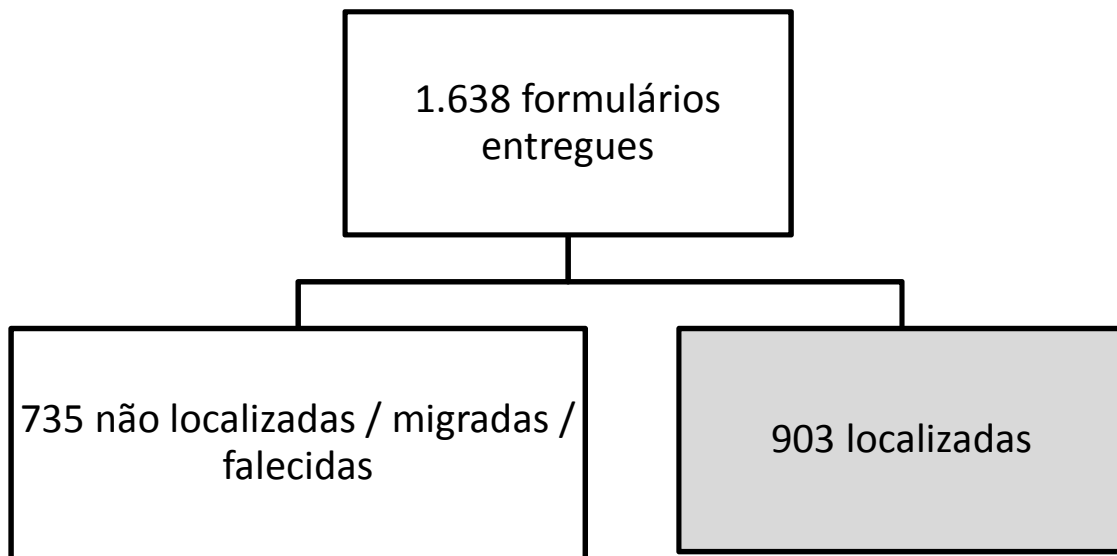 1.638 formulários
entregues
735 não localizadas / migradas /
falecidas
903 localizadas